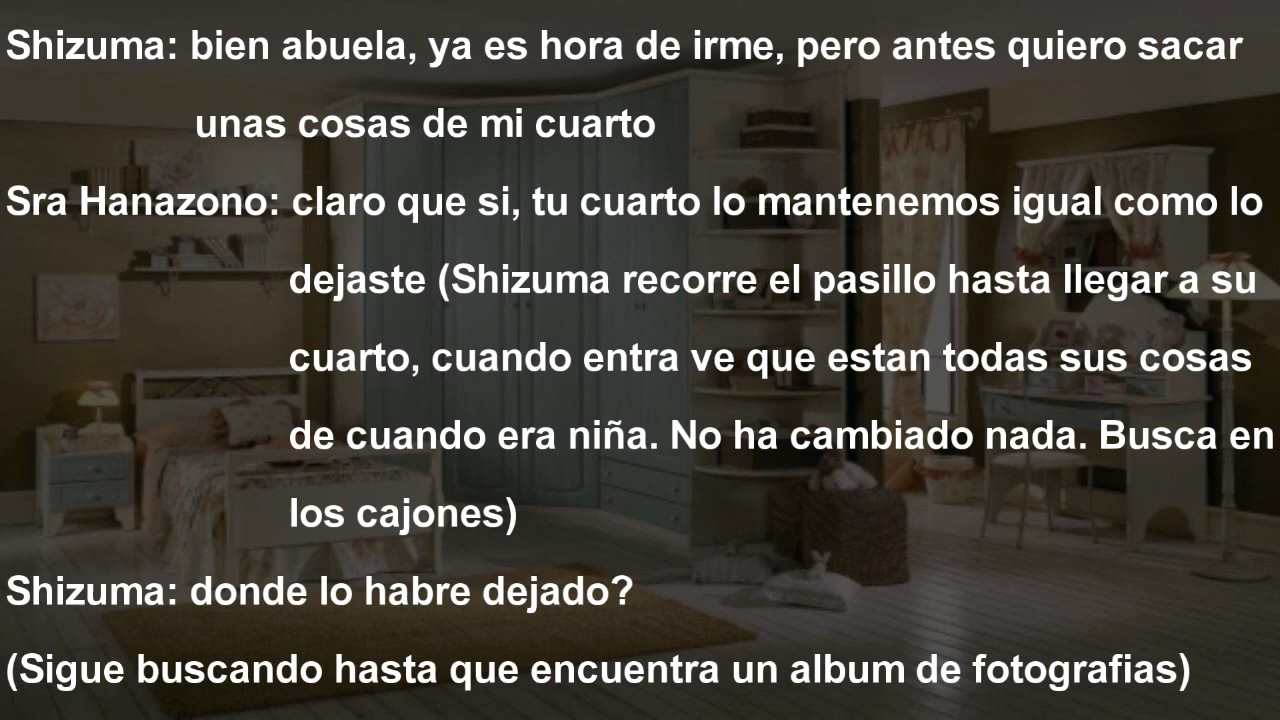 Shizuma: bien abuela, ya es hora de irme, pero antes quiero sacar
unas cosas de mi cuarto
Sra Hanazono: claro que si, tu cuarto lo mantenemos igual como lo
dejaste (Shizuma recorre el pasillo hasta llegar a su
cuarto, cuando entra ve que estan todas sus cosas
de cuando era niña. No ha cambiado nada. Busca en
los cajones)
Shizuma: donde lo habre dejado?
(Sigue buscando hasta que encuentra un album de fotografias)